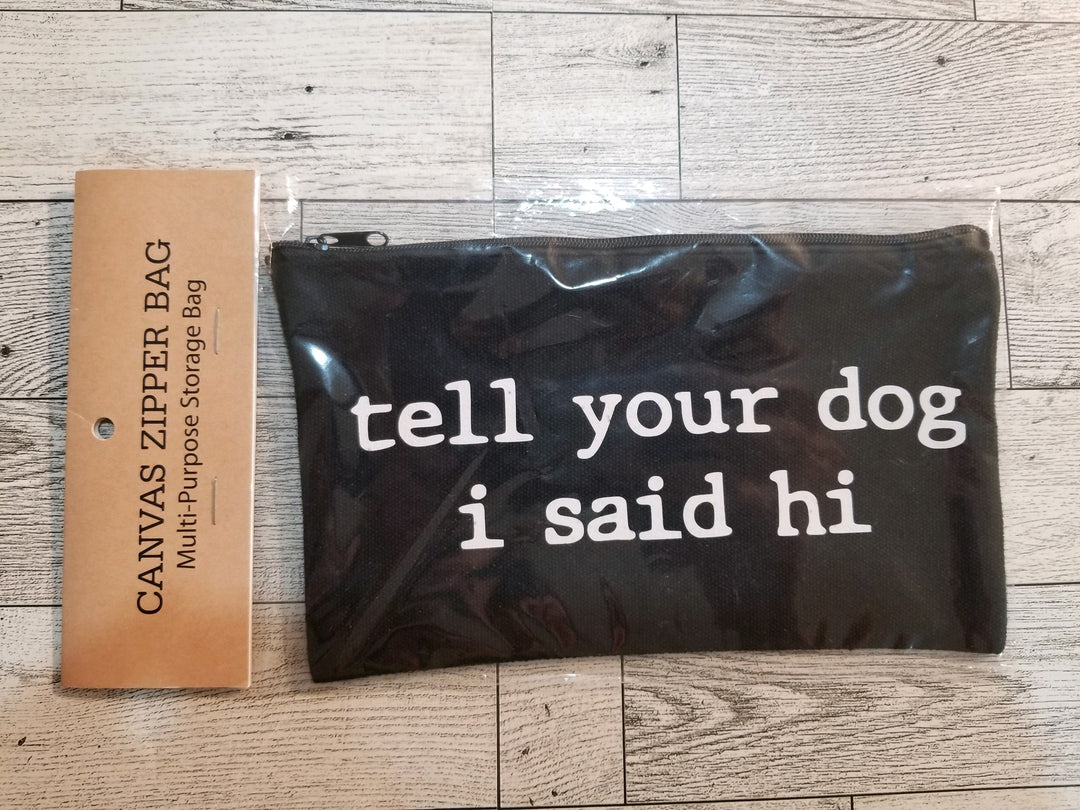 CANVAS ZIPPER BAG
Multi-Purpose Storage Bag
tell your dog
i said hi